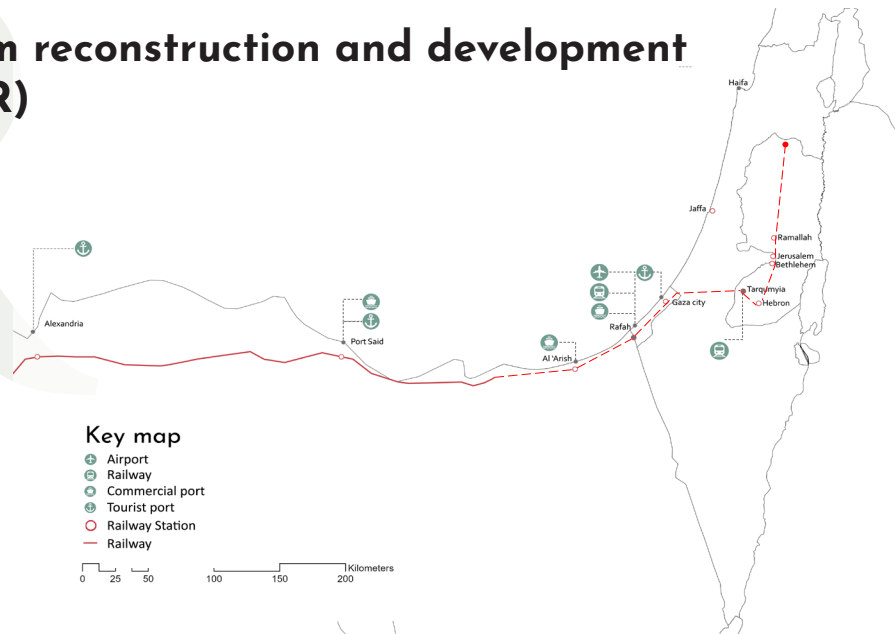 m reconstruction and development
R)
Haifa
Jaffa
Ramallah
Jerusalem
Bethlehem
Tarqumyia
Hebron
Gaza city
Rafah
Al 'Arish
Port Said
Alexandria
Key map
Airport
Railway
Commercial port
Tourist port
Railway Station
Railway
Kilometers
0 25 50 100 150 200